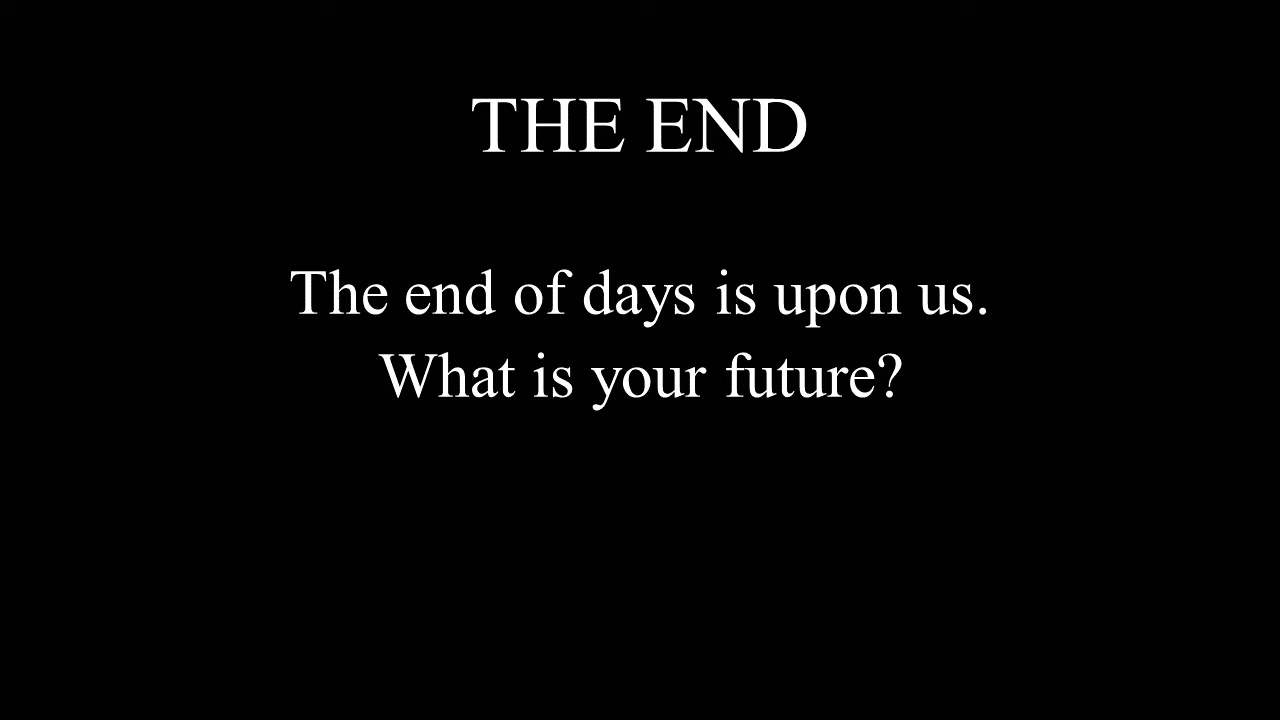 THE END
The end of days is upon us.
What is your future?